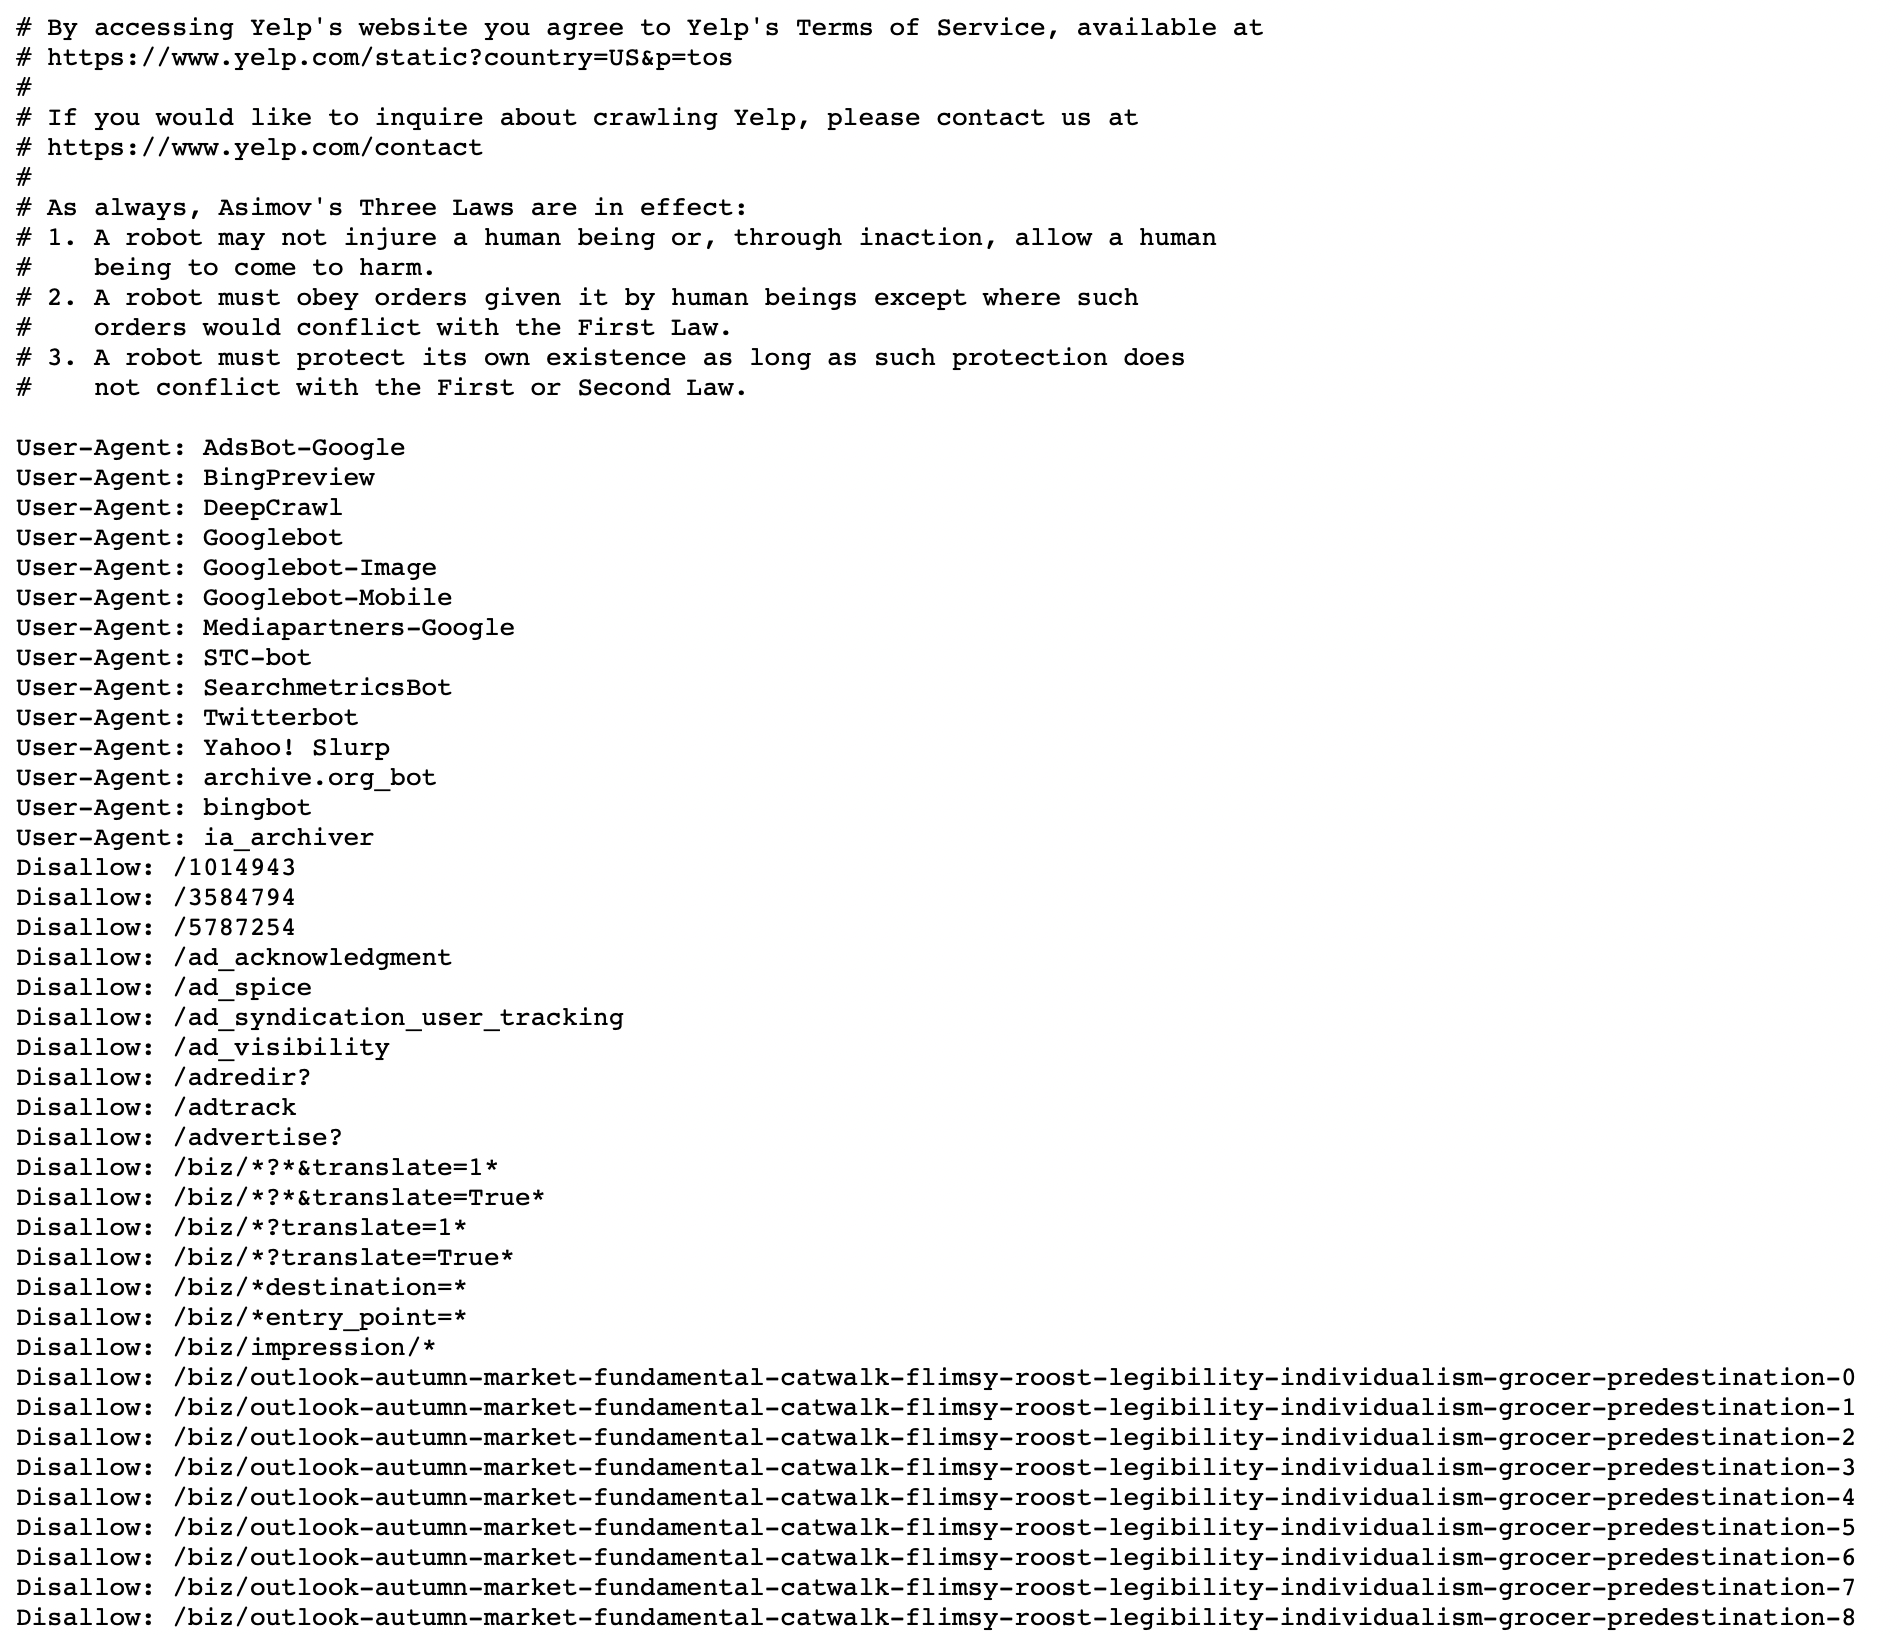 # By accessing Yelp's website you agree to Yelp's Terms of Service, available at
# https://www.yelp.com/static?country=US&p=tos
#
# If you would like to inquire about crawling Yelp, please contact us at
# https://www.yelp.com/contact
#
# As always, Asimov's Three Laws are in effect:
# 1. A robot may not injure a human being or, through inaction, allow a human
#    being to come to harm.
# 2. A robot must obey orders given it by human beings except where such
#    orders would conflict with the First Law.
# 3. A robot must protect its own existence as long as such protection does
#    not conflict with the First or Second Law.

User-Agent: AdsBot-Google
User-Agent: BingPreview
User-Agent: DeepCrawl
User-Agent: Googlebot
User-Agent: Googlebot-Image
User-Agent: Googlebot-Mobile
User-Agent: Mediapartners-Google
User-Agent: STC-bot
User-Agent: SearchmetricsBot
User-Agent: Twitterbot
User-Agent: Yahoo! Slurp
User-Agent: archive.org_bot
User-Agent: bingbot
User-Agent: ia_archiver
Disallow: /1014943
Disallow: /3584794
Disallow: /5787254
Disallow: /ad_acknowledgment
Disallow: /ad_spice
Disallow: /ad_syndication_user_tracking
Disallow: /ad_visibility
Disallow: /adredir?
Disallow: /adtrack
Disallow: /advertise?
Disallow: /biz/*?*&translate=1*
Disallow: /biz/*?*&translate=True*
Disallow: /biz/*?translate=1*
Disallow: /biz/*?translate=True*
Disallow: /biz/*destination=*
Disallow: /biz/*entry_point=*
Disallow: /biz/impression/*
Disallow: /biz/outlook-autumn-market-fundamental-catwalk-flimsy-roost-legibility-individualism-grocer-predestination-0
Disallow: /biz/outlook-autumn-market-fundamental-catwalk-flimsy-roost-legibility-individualism-grocer-predestination-1
Disallow: /biz/outlook-autumn-market-fundamental-catwalk-flimsy-roost-legibility-individualism-grocer-predestination-2
Disallow: /biz/outlook-autumn-market-fundamental-catwalk-flimsy-roost-legibility-individualism-grocer-predestination-3
Disallow: /biz/outlook-autumn-market-fundamental-catwalk-flimsy-roost-legibility-individualism-grocer-predestination-4
Disallow: /biz/outlook-autumn-market-fundamental-catwalk-flimsy-roost-legibility-individualism-grocer-predestination-5
Disallow: /biz/outlook-autumn-market-fundamental-catwalk-flimsy-roost-legibility-individualism-grocer-predestination-6
Disallow: /biz/outlook-autumn-market-fundamental-catwalk-flimsy-roost-legibility-individualism-grocer-predestination-7
Disallow: /biz/outlook-autumn-market-fundamental-catwalk-flimsy-roost-legibility-individualism-grocer-predestination-8